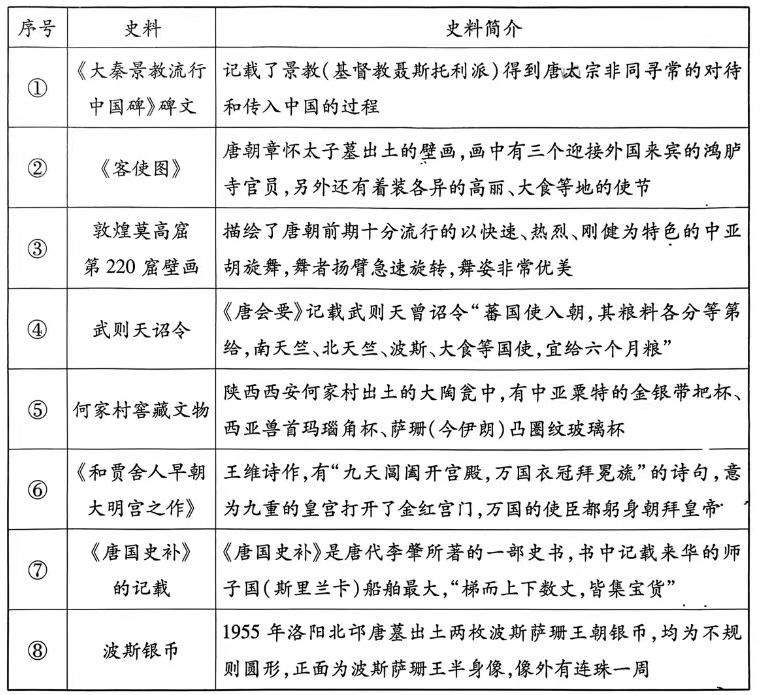 序号 史料 史料简介
① 《大秦景教流行中国碑》碑文 记载了景教(基督教聂斯托利派)得到唐太宗非同寻常的对待
和传入中国的过程
② 《客使图》 唐朝章怀太子墓出土的壁画,画中有三个迎接外国来宾的鸿胪
寺官员,另外还有着装各异的高丽、大食等地的使节
③ 敦煌莫高窟第220窟壁画 描绘了唐朝前期十分流行的以快速、热烈、刚健为特色的中亚
胡旋舞,舞者扬臂急速旋转,舞姿非常优美
④ 武则天诏令 《唐会要》记载武则天曾诏令“蕃国使入朝,其粮料各分等第
给,南天竺、北天竺、波斯、大食等国使,宜给六个月粮”
⑤ 何家村窖藏文物 陕西西安何家村出土的大陶瓮中,有中亚粟特的金银带把杯、
西亚兽首玛瑙角杯、萨珊(今伊朗)凸圈纹玻璃杯
⑥ 《和贾舍人早朝大明宫之作》 王维诗作,有“九天阊阖开宫殿,万国衣冠拜冕旒”的诗句,意
为九重的皇宫打开了金红宫门,万国的使臣都躬身朝拜皇帝
⑦ 《唐国史补》的记载 《唐国史补》是唐代李肇所著的一部史书,书中记载来华的师
子国(斯里兰卡)船舶最大,“梯而上下数丈,皆集宝货”
⑧ 波斯银币 1955年洛阳北邙唐墓出土两枚波斯萨珊王朝银币,均为不规
则圆形,正面为波斯萨珊王半身像,像外有连珠一周